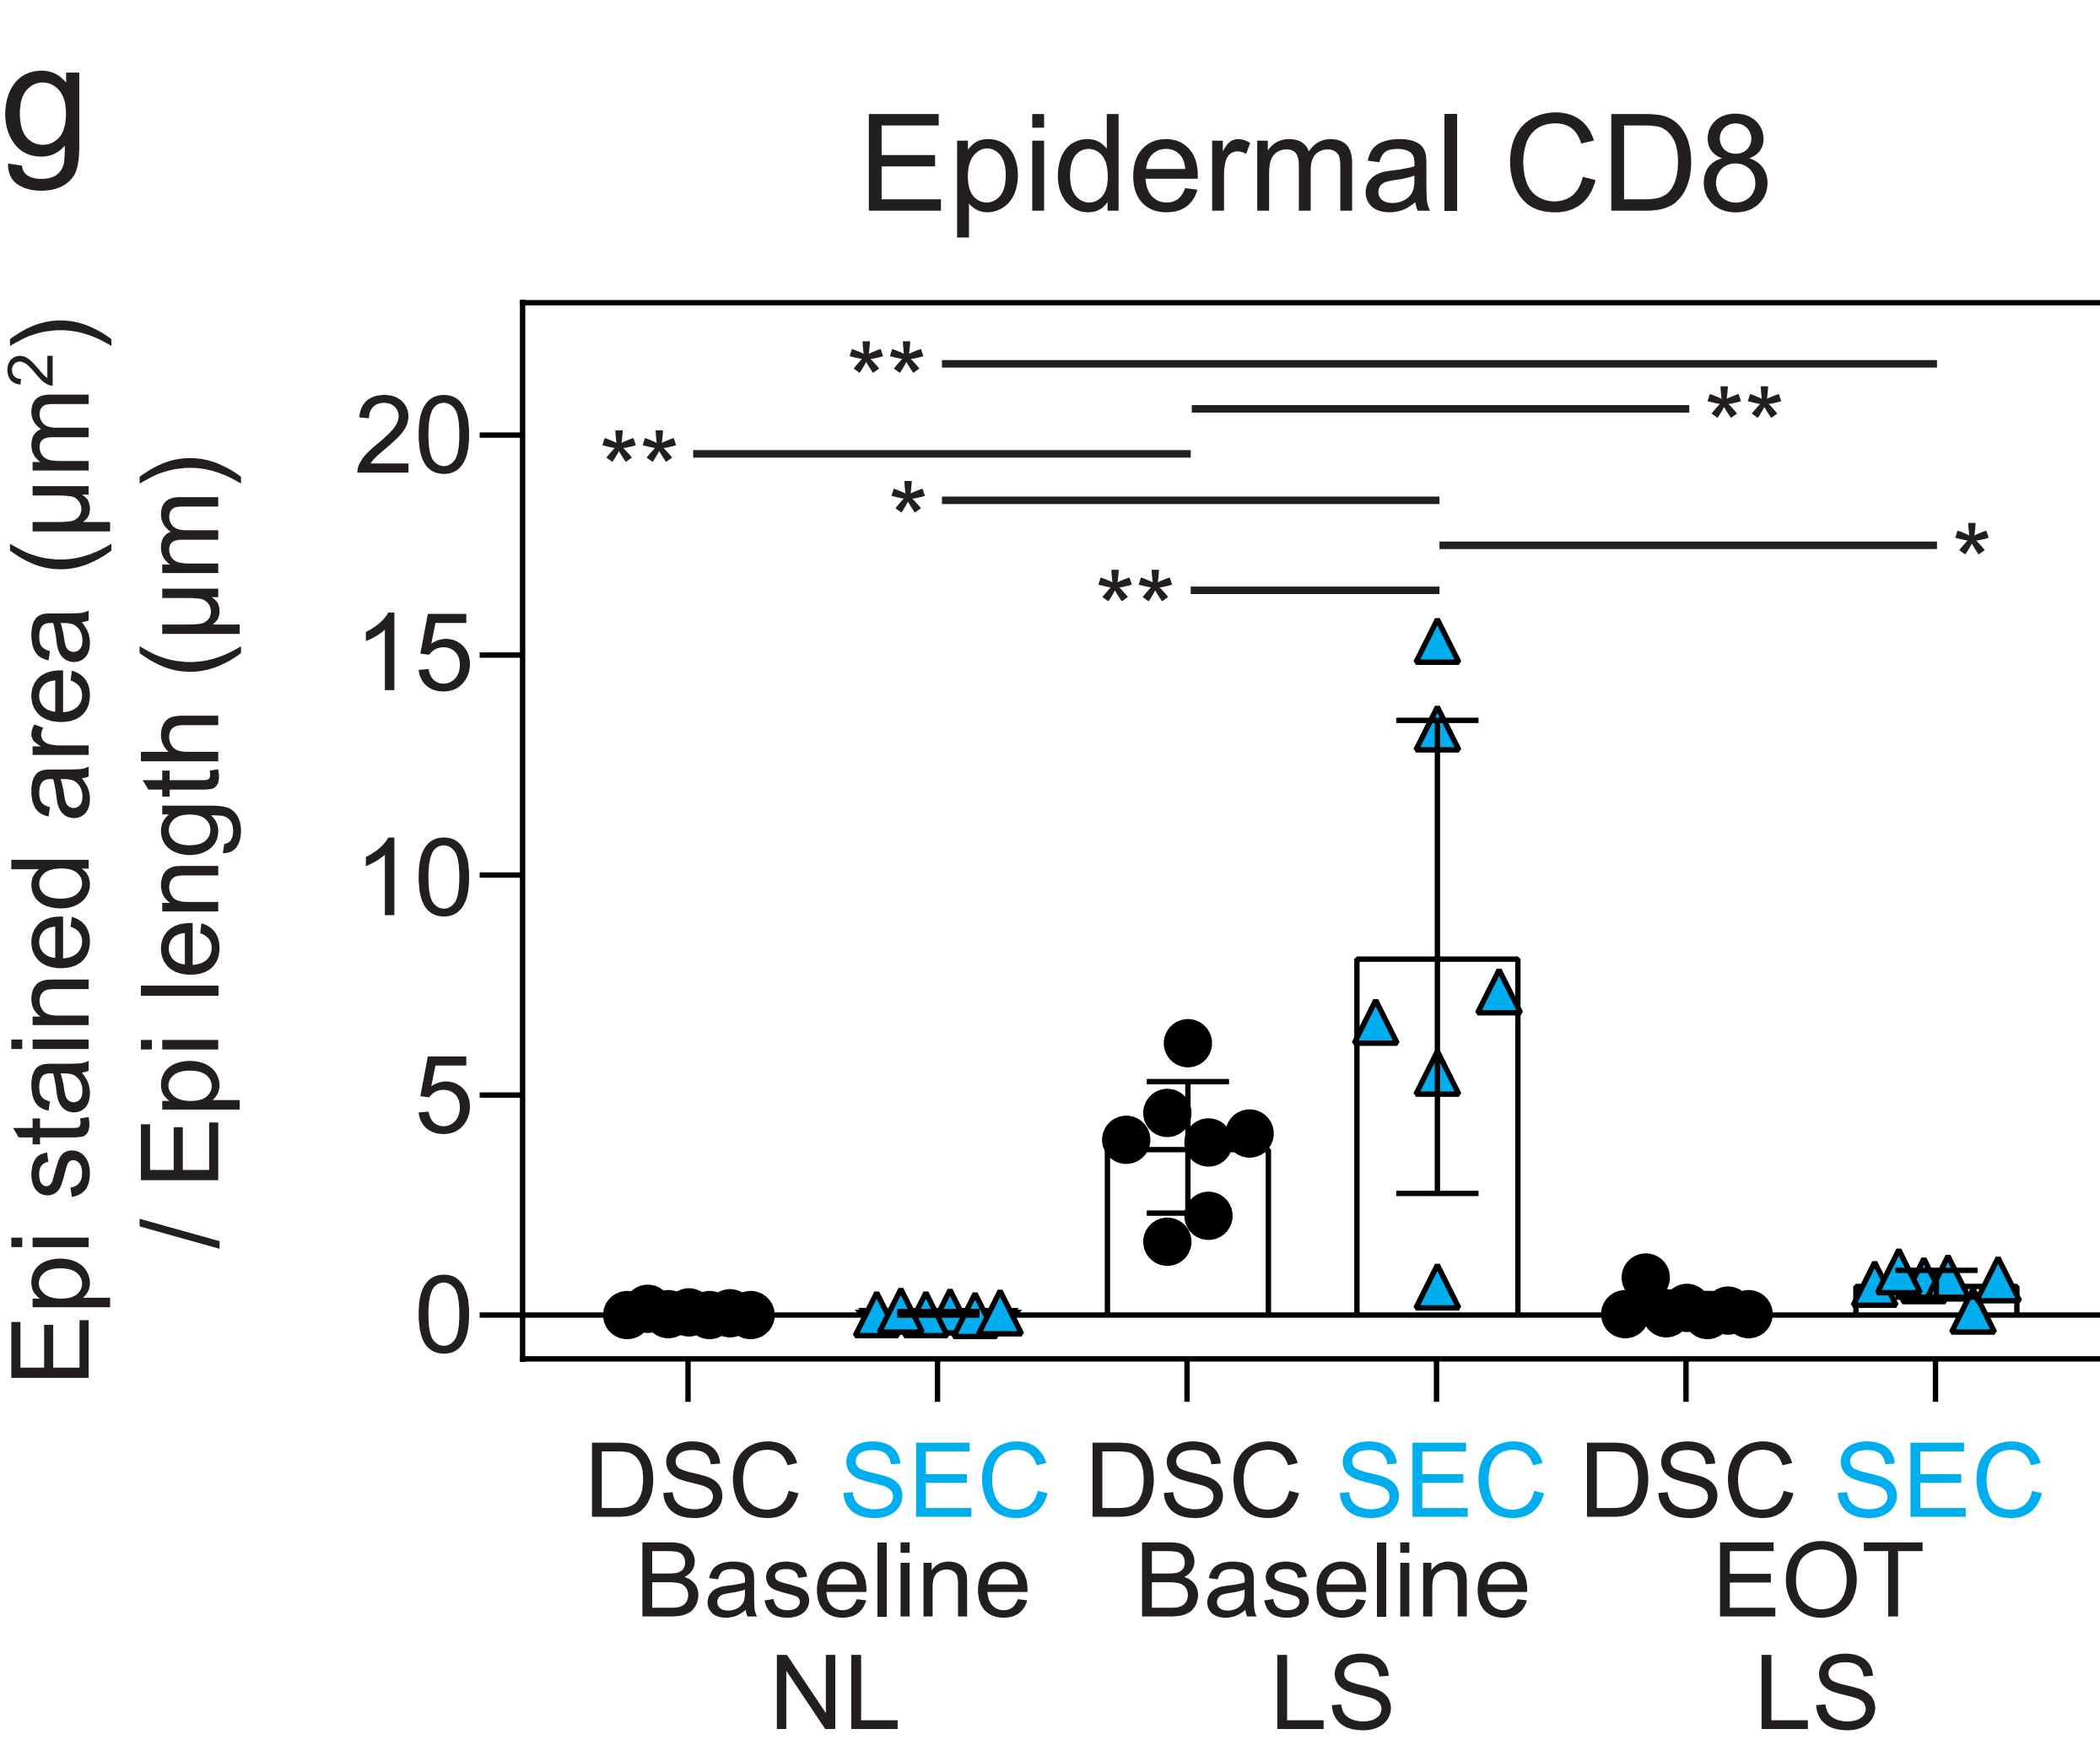 g
Epidermal CD8
Epi stained area (µm²)
/ Epi length (µm)
20
15
10
5
0
**
**
**
*
*
**
DSC SEC DSC SEC DSC SEC
Baseline Baseline EOT
NL LS LS